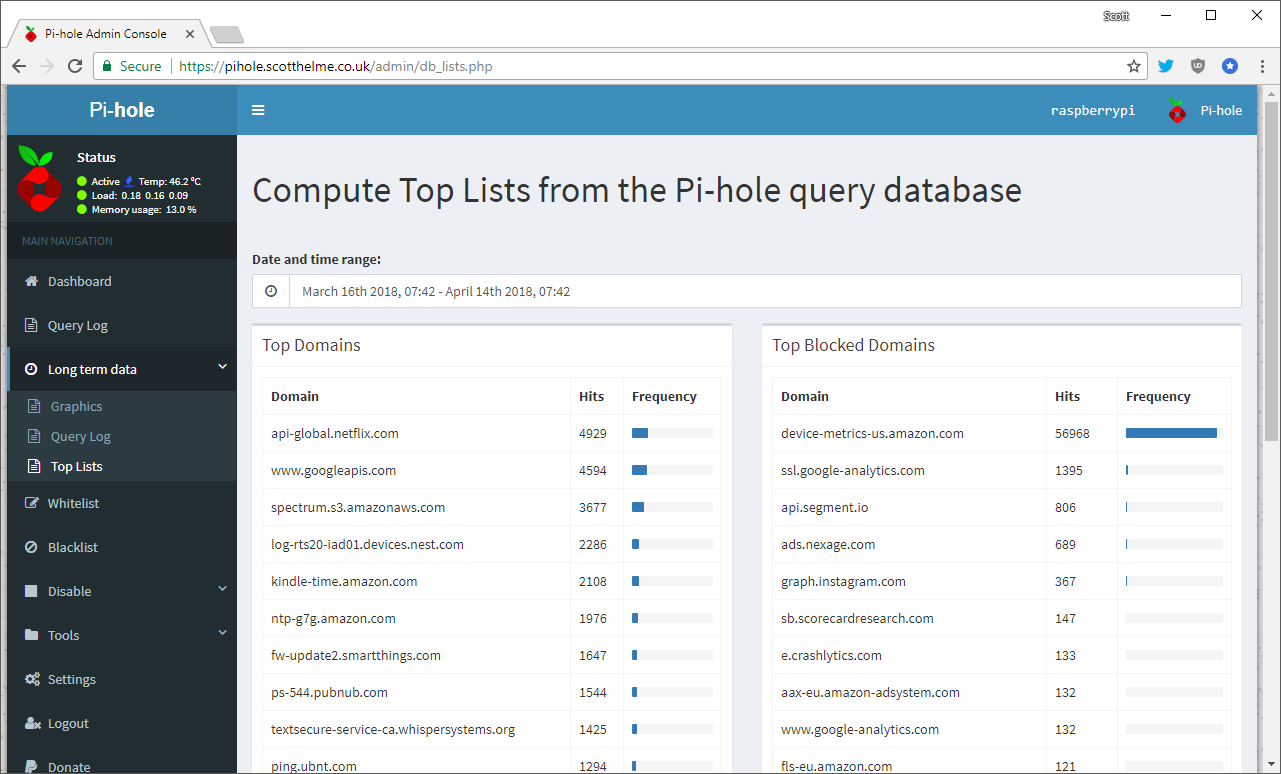 Scott
Pi-hole Admin Console
Secure https://pihole.scotthelme.co.uk/admin/db_lists.php
Pi-hole
raspberrypi Pi-hole
Status
Active Temp: 46.2 °C
Load: 0.18 0.16 0.09
Memory usage: 13.0 %
MAIN NAVIGATION
Dashboard
Query Log
Long term data
Graphics
Query Log
Top Lists
Whitelist
Blacklist
Disable
Tools
Settings
Logout
Donate
Compute Top Lists from the Pi-hole query database
Date and time range:
March 16th 2018, 07:42 - April 14th 2018, 07:42
Top Domains
Domain Hits Frequency
api-global.netflix.com 4929
www.googleapis.com 4594
spectrum.s3.amazonaws.com 3677
log-rts20-iad01.devices.nest.com 2286
kindle-time.amazon.com 2108
ntp-g7g.amazon.com 1976
fw-update2.smartthings.com 1647
ps-544.pubnub.com 1544
textsecure-service-ca.whispersystems.org 1425
ping.ubnt.com 1294
Top Blocked Domains
Domain Hits Frequency
device-metrics-us.amazon.com 56968
ssl.google-analytics.com 1395
api.segment.io 806
ads.nexage.com 689
graph.instagram.com 367
sb.scorecardresearch.com 147
e.crashlytics.com 133
aax-eu.amazon-adsystem.com 132
www.google-analytics.com 132
fls-eu.amazon.com 121